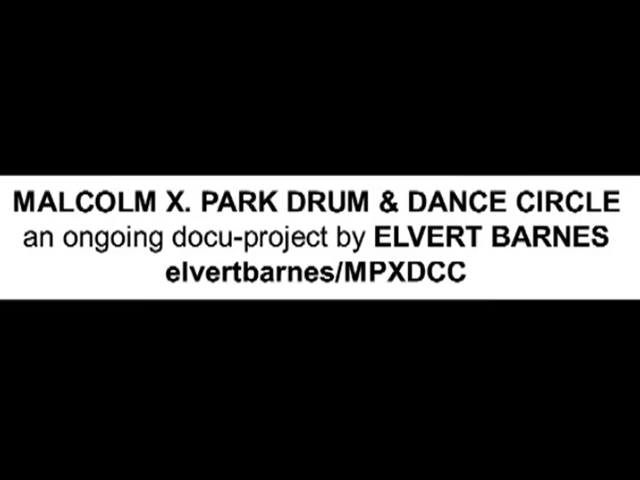 MALCOLM X. PARK DRUM & DANCE CIRCLE
an ongoing docu-project by ELVERT BARNES
elvertbarnes/MPXDCC